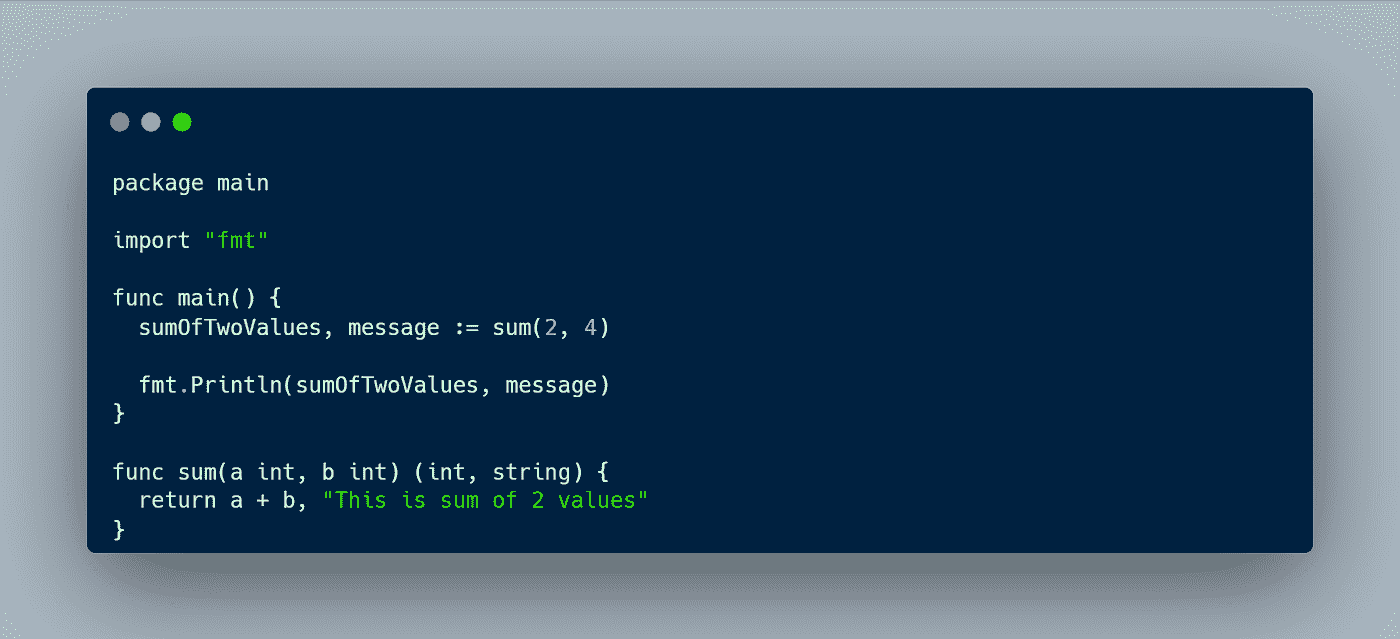 package main
import "fmt"
func main() {
sumOfTwoValues, message := sum(2, 4)
fmt.Println(sumOfTwoValues, message)
}
func sum(a int, b int) (int, string) {
return a + b, "This is sum of 2 values"
}